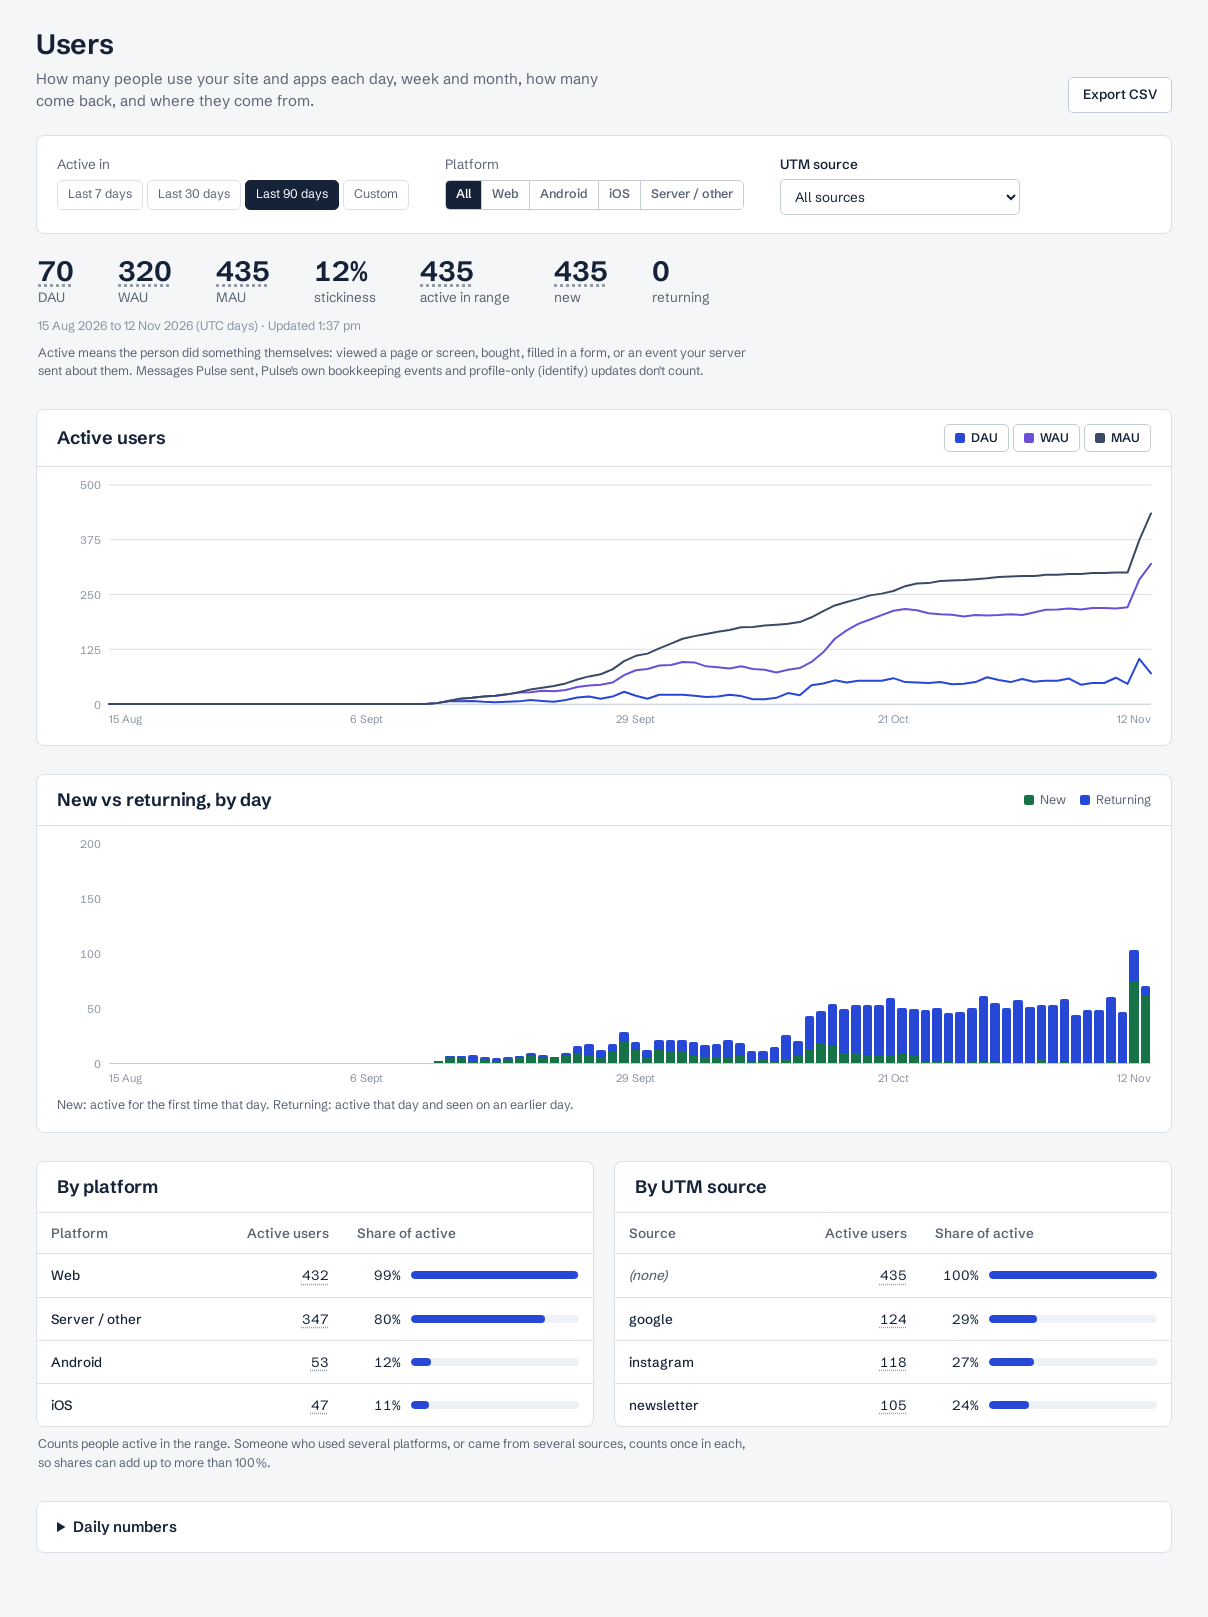 Users
How many people use your site and apps each day, week and month, how many
come back, and where they come from.
Export CSV
Active in
Last 7 days
Last 30 days
Last 90 days
Custom
Platform
All
Web
Android
iOS
Server / other
UTM source
All sources
70
DAU
320
WAU
435
MAU
12%
stickiness
435
active in range
435
new
0
returning
15 Aug 2026 to 12 Nov 2026 (UTC days) · Updated 1:37 pm
Active means the person did something themselves: viewed a page or screen, bought, filled in a form, or an event your server
sent about them. Messages Pulse sent, Pulse's own bookkeeping events and profile-only (identify) updates don't count.
Active users
DAU
WAU
MAU
500
375
250
125
0
15 Aug
6 Sept
29 Sept
21 Oct
12 Nov
New vs returning, by day
New
Returning
200
150
100
50
0
15 Aug
6 Sept
29 Sept
21 Oct
12 Nov
New: active for the first time that day. Returning: active that day and seen on an earlier day.
By platform
Platform Active users Share of active
Web 432 99%
Server / other 347 80%
Android 53 12%
iOS 47 11%
By UTM source
Source Active users Share of active
(none) 435 100%
google 124 29%
instagram 118 27%
newsletter 105 24%
Counts people active in the range. Someone who used several platforms, or came from several sources, counts once in each,
so shares can add up to more than 100%.
Daily numbers